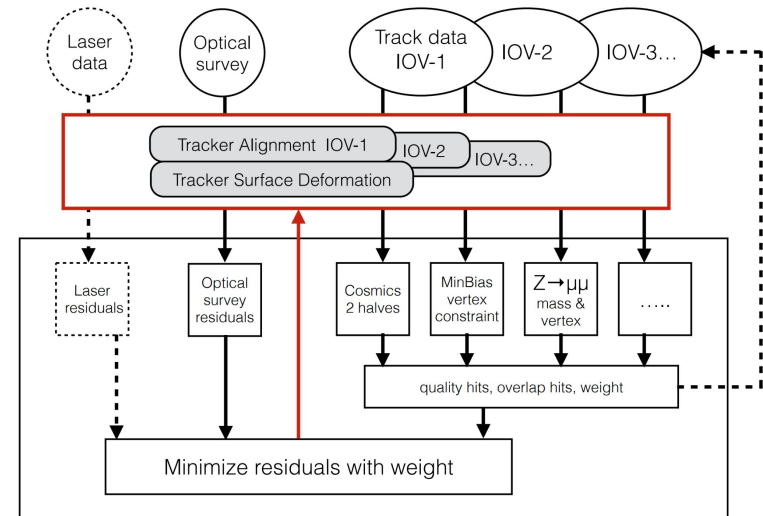 Laser
data
Optical
survey
Track data
IOV-1
IOV-2
IOV-3...
Tracker Alignment IOV-1
IOV-2
IOV-3...
Tracker Surface Deformation
Laser
residuals
Optical
survey
residuals
Cosmics
2 halves
MinBias
vertex
constraint
Z→μμ
mass &
vertex
.....
quality hits, overlap hits, weight
Minimize residuals with weight